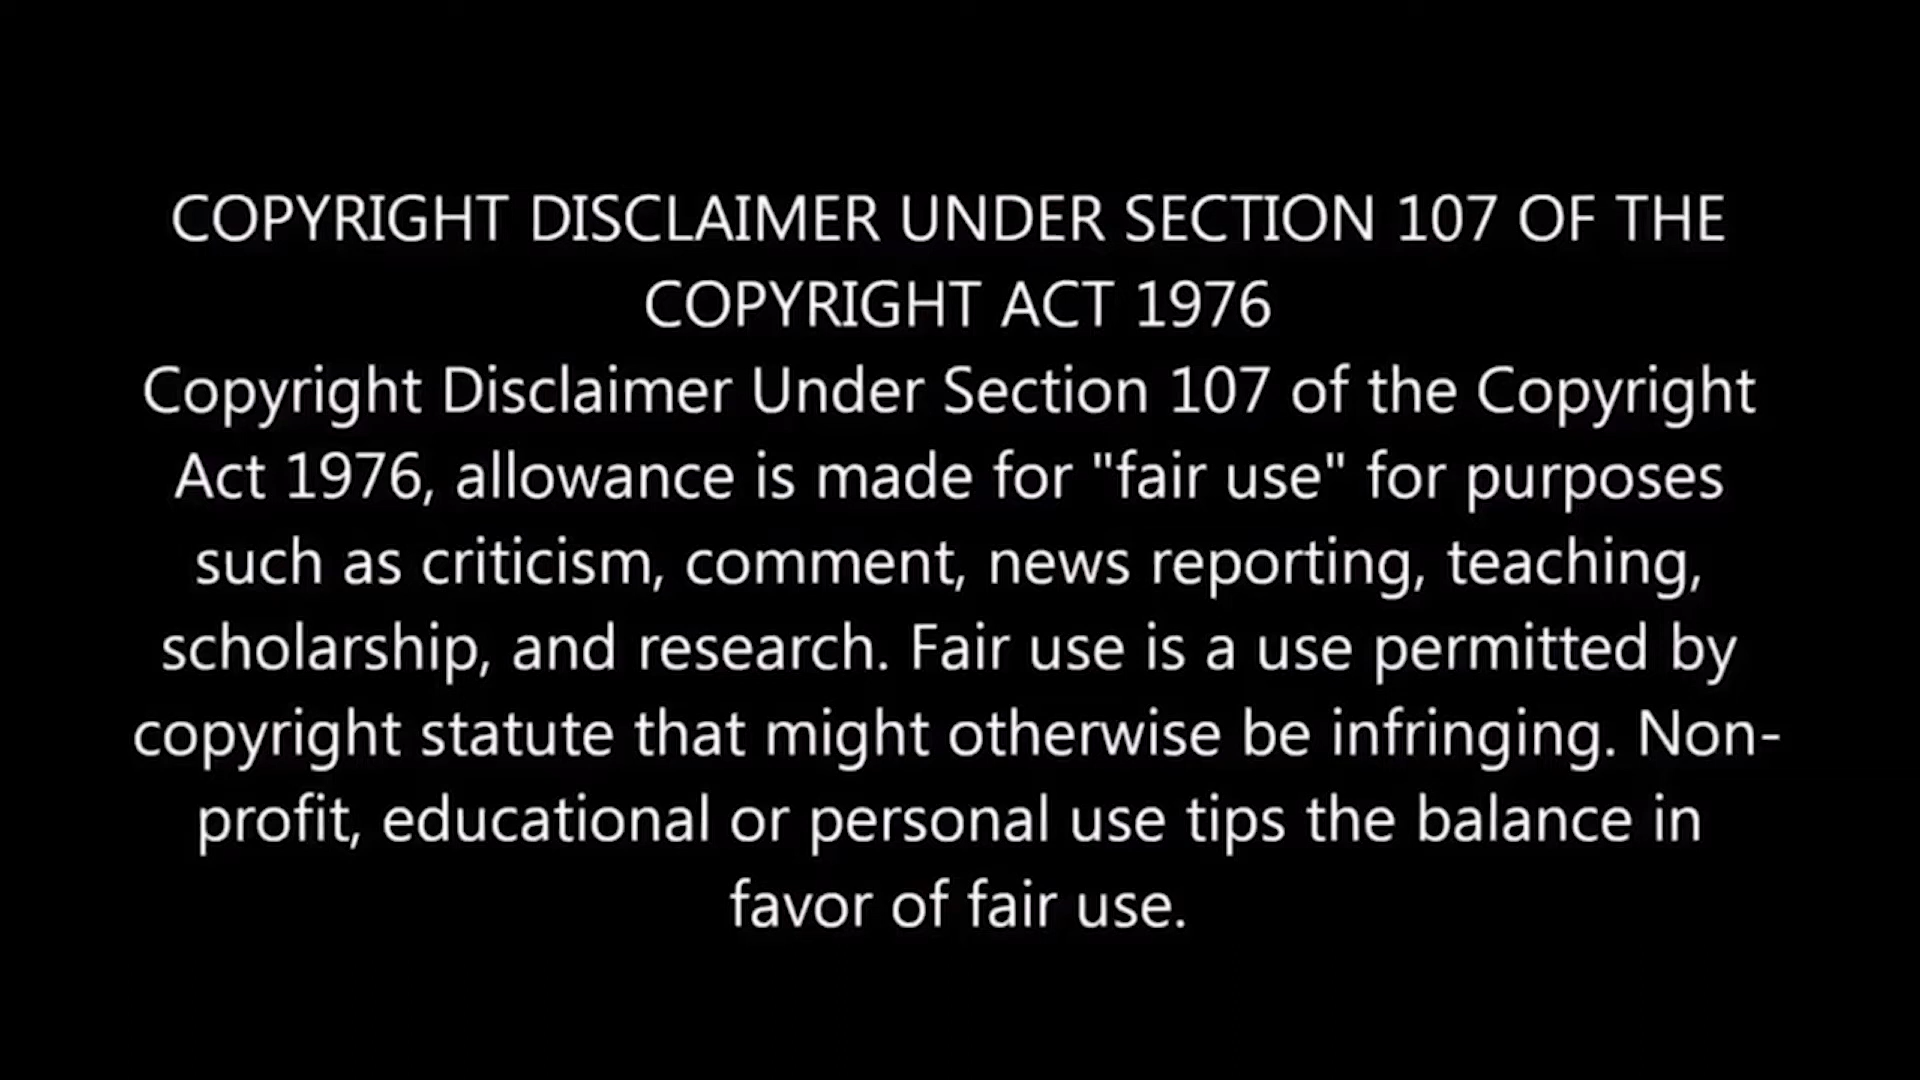 COPYRIGHT DISCLAIMER UNDER SECTION 107 OF THE
COPYRIGHT ACT 1976
Copyright Disclaimer Under Section 107 of the Copyright
Act 1976, allowance is made for "fair use" for purposes
such as criticism, comment, news reporting, teaching,
scholarship, and research. Fair use is a use permitted by
copyright statute that might otherwise be infringing. Non-
profit, educational or personal use tips the balance in
favor of fair use.